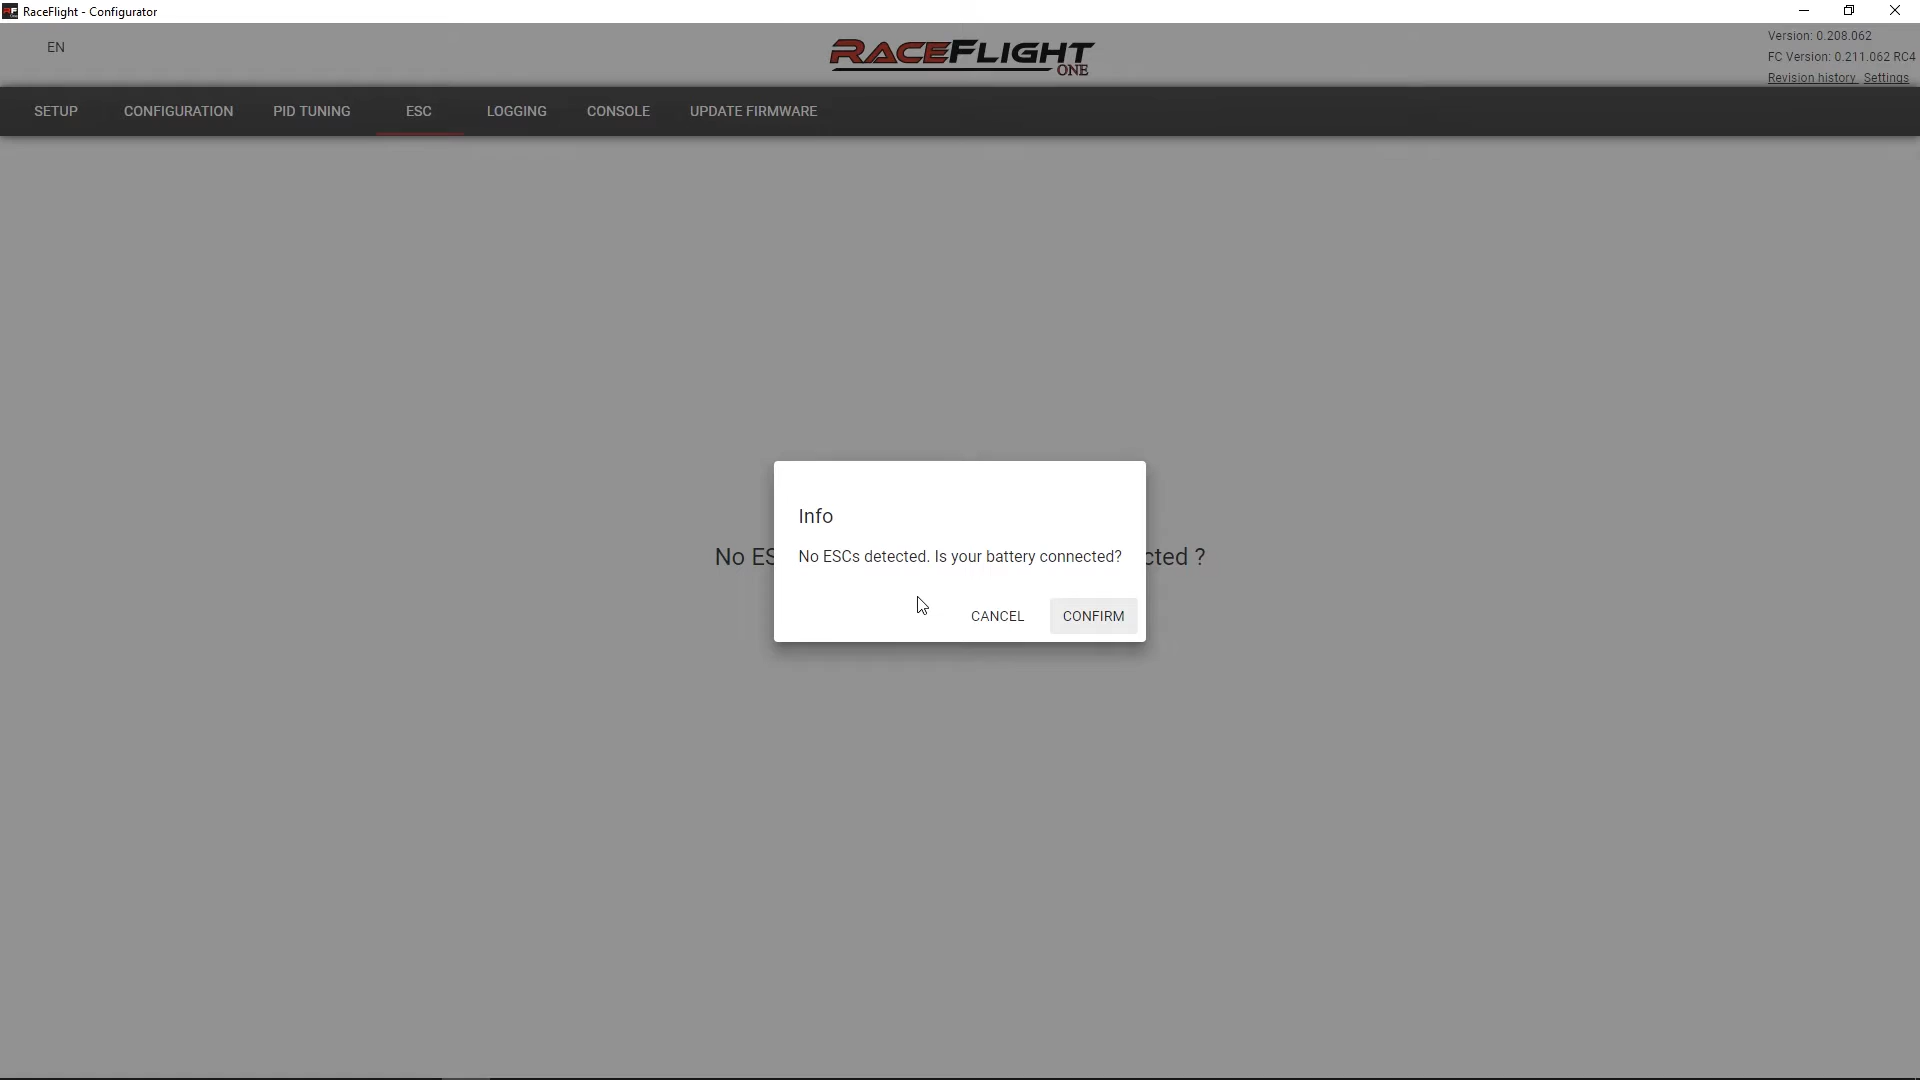 RaceFlight - Configurator
EN
RACEFLIGHT
ONE
Version: 0.208.062
FC Version: 0.211.062 RC4
Revision history Settings
SETUP CONFIGURATION PID TUNING ESC LOGGING CONSOLE UPDATE FIRMWARE
Info
No ESCs detected. Is your battery connected?
No ES cted ?
CANCEL CONFIRM